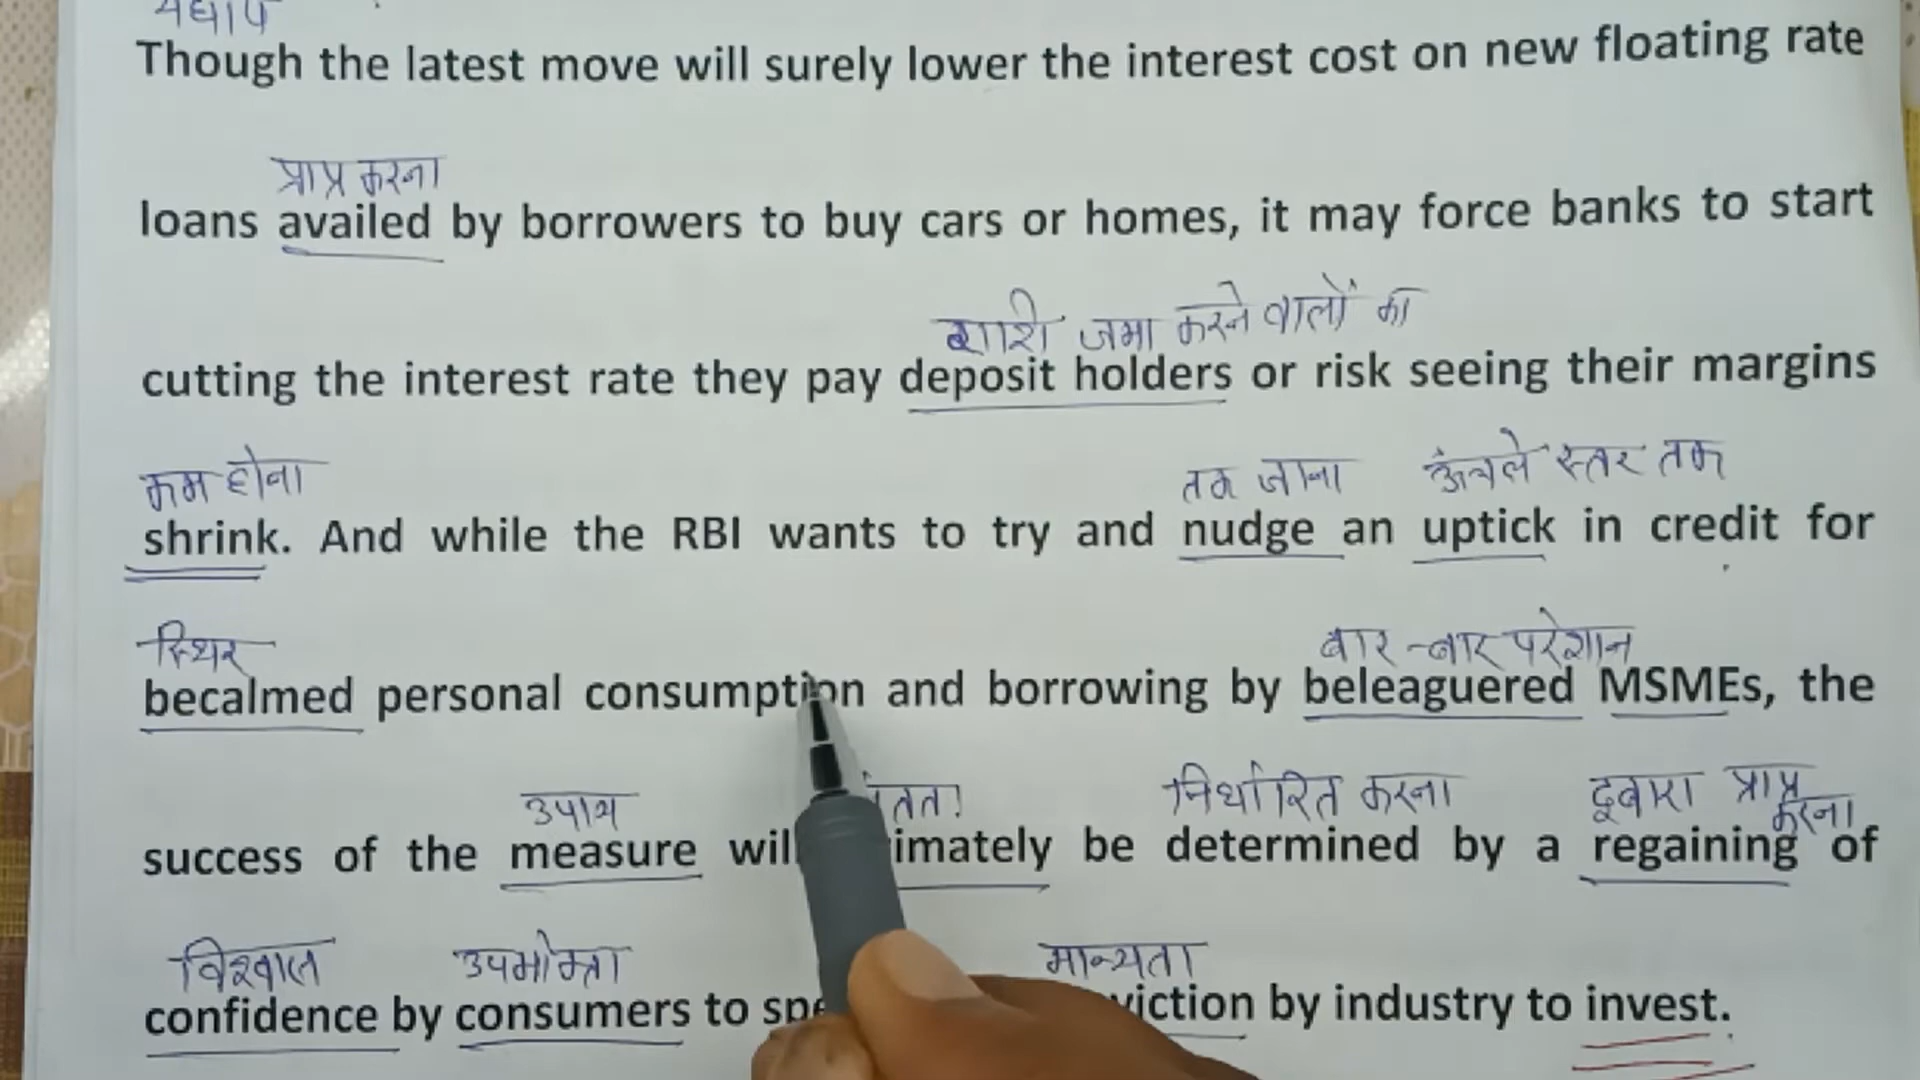 यद्यपि
Though the latest move will surely lower the interest cost on new floating rate
प्राप्त करना
loans availed by borrowers to buy cars or homes, it may force banks to start
राशी जमा करने वालों का
cutting the interest rate they pay deposit holders or risk seeing their margins
कम होना तक जाना स्तर तक
shrink. And while the RBI wants to try and nudge an uptick in credit for
स्थिर बार-बार परेशान
becalmed personal consumption and borrowing by beleaguered MSMEs, the
उपाय निर्धारित करना दूबारा प्राप्त करना
success of the measure will imately be determined by a regaining of
विश्वास उपभोक्ता मान्यता
confidence by consumers to spe viction by industry to invest.